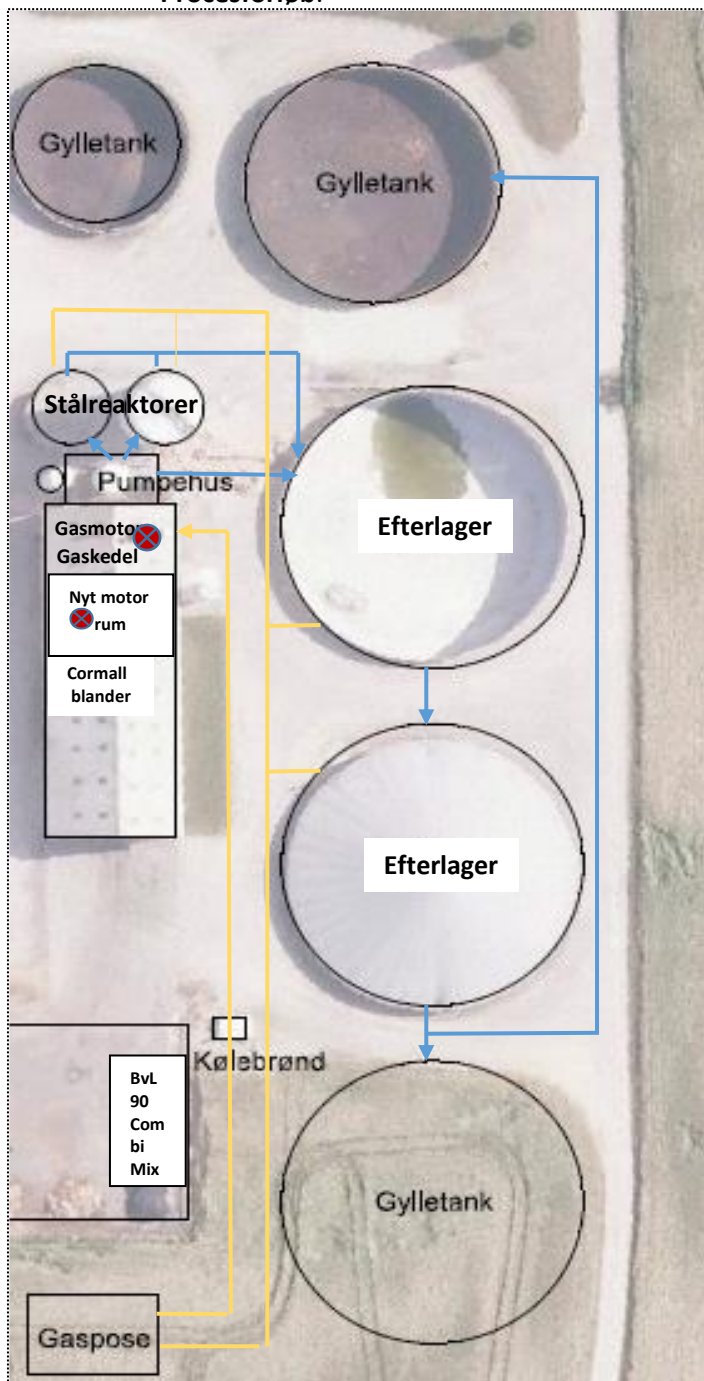 Procesforløb:
Gylletank
Gylletank
Stålreaktorer
Pumpehus
Gasmotor
Gaskedel
Efterlager
Nyt motor
rum
Cormall
blander
Efterlager
Kølebrønd
BvL
90
Com
bi
Mix
Gylletank
Gaspose